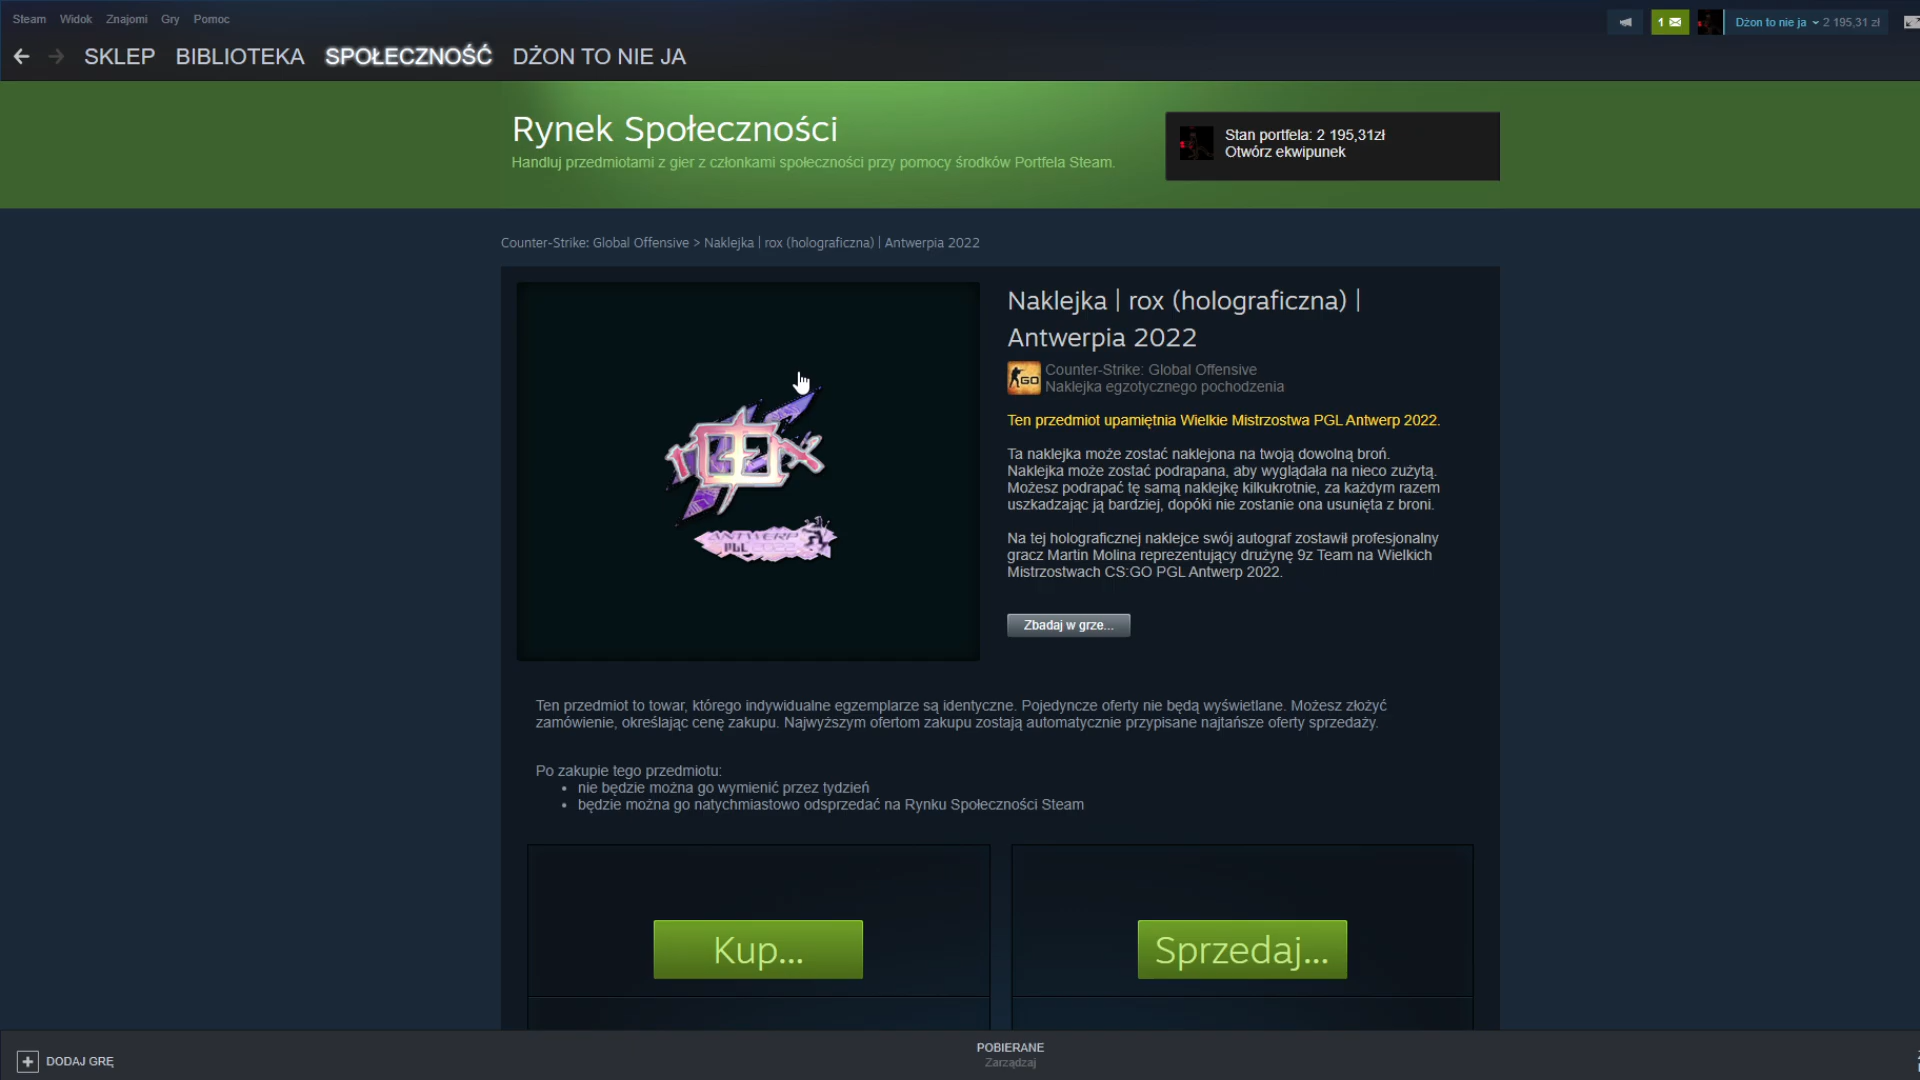 Steam Widok Znajomi Gry Pomoc
1
Dżon to nie ja 2 195,31 zł
SKLEP BIBLIOTEKA SPOŁECZNOŚĆ DŻON TO NIE JA
Rynek Społeczności
Handluj przedmiotami z gier z członkami społeczności przy pomocy środków Portfela Steam.
Stan portfela: 2 195,31zł
Otwórz ekwipunek
Counter-Strike: Global Offensive > Naklejka | rox (holograficzna) | Antwerpia 2022
rox
ANTWERP
PGL 2022
Naklejka | rox (holograficzna) |
Antwerpia 2022
GO
Counter-Strike: Global Offensive
Naklejka egzotycznego pochodzenia
Ten przedmiot upamiętnia Wielkie Mistrzostwa PGL Antwerp 2022.
Ta naklejka może zostać naklejona na twoją dowolną broń.
Naklejka może zostać podrapana, aby wyglądała na nieco zużytą.
Możesz podrapać tę samą naklejkę kilkukrotnie, za każdym razem
uszkadzając ją bardziej, dopóki nie zostanie ona usunięta z broni.
Na tej holograficznej naklejce swój autograf zostawił profesjonalny
gracz Martin Molina reprezentujący drużynę 9z Team na Wielkich
Mistrzostwach CS:GO PGL Antwerp 2022.
Zbadaj w grze...
Ten przedmiot to towar, którego indywidualne egzemplarze są identyczne. Pojedyncze oferty nie będą wyświetlane. Możesz złożyć
zamówienie, określając cenę zakupu. Najwyższym ofertom zakupu zostają automatycznie przypisane najtańsze oferty sprzedaży.
Po zakupie tego przedmiotu:
• nie będzie można go wymienić przez tydzień
• będzie można go natychmiastowo odsprzedać na Rynku Społeczności Steam
Kup...
Sprzedaj...
DODAJ GRĘ
POBIERANE
Zarządzaj